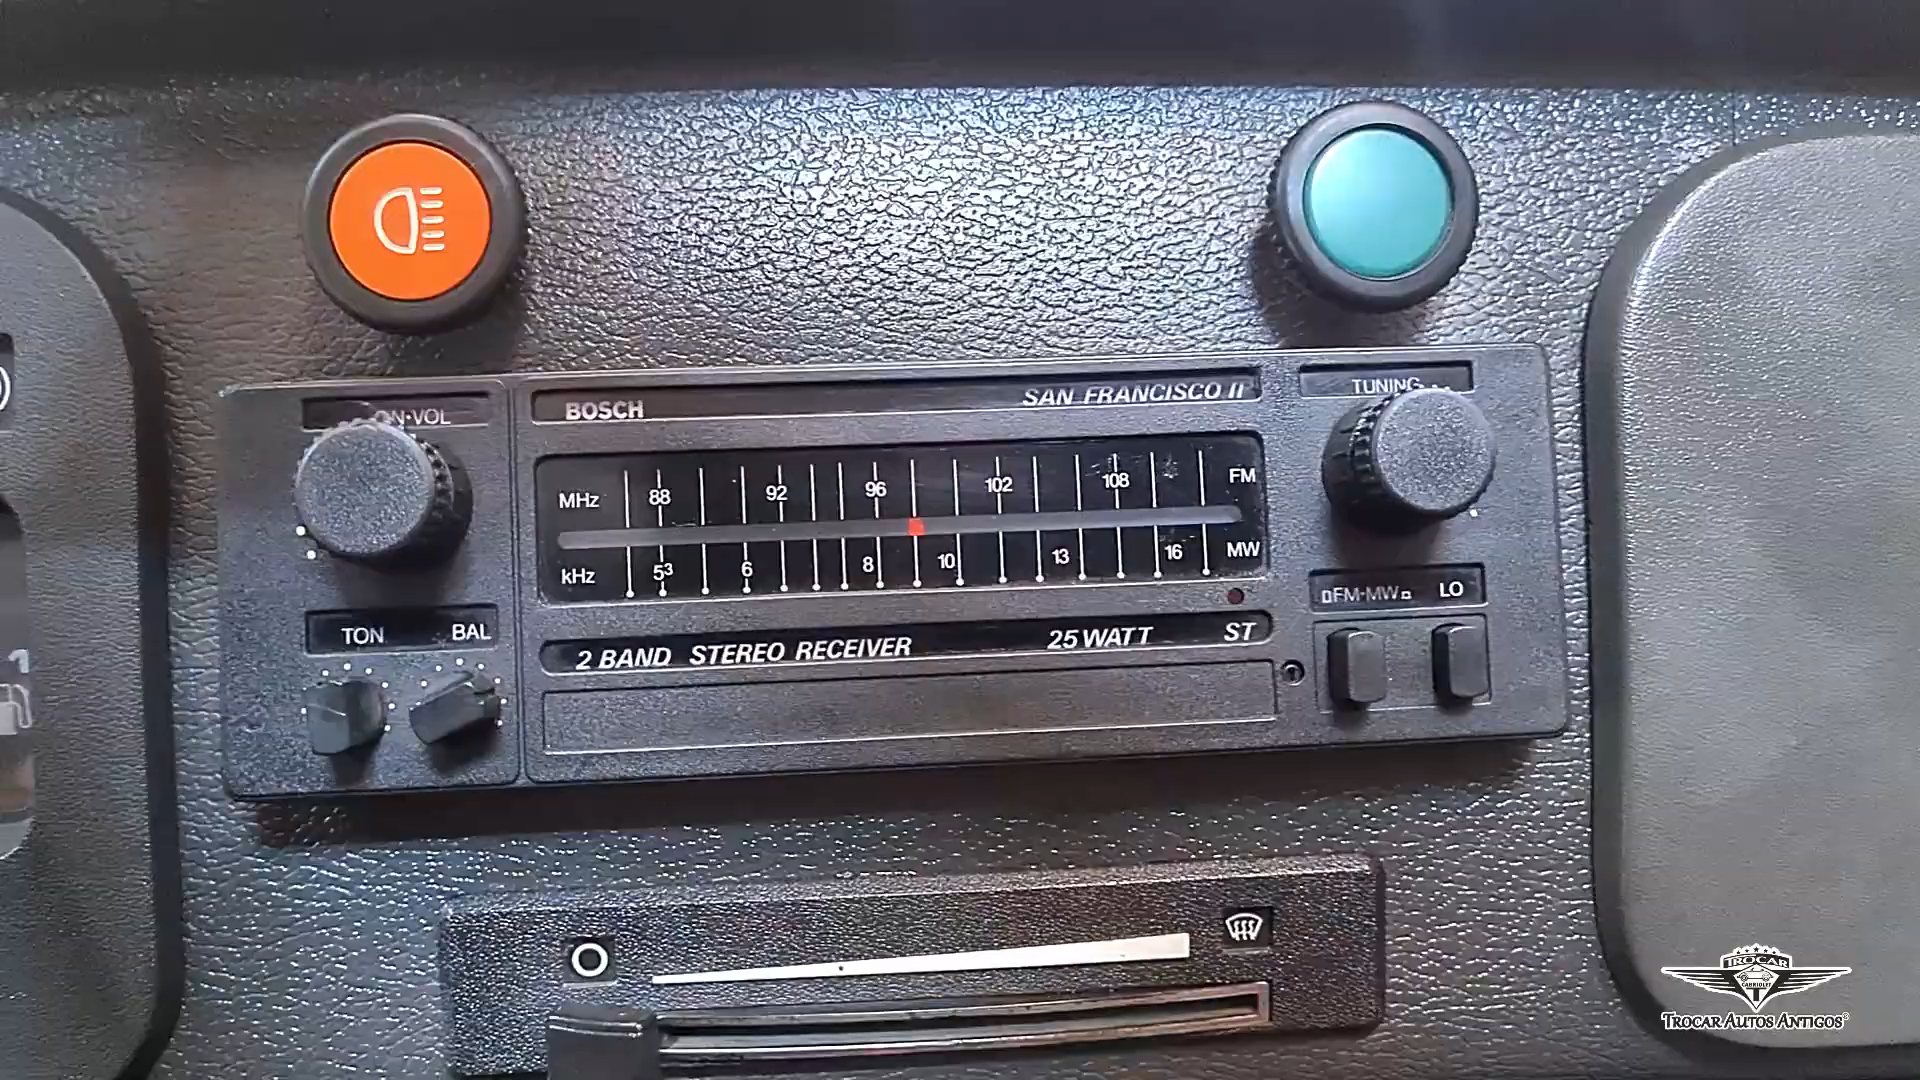 ON·VOL
BOSCH
SAN FRANCISCO II
TUNING
MHz 88 92 96 102 108 FM
kHz 53 6 8 10 13 16 MW
FM·MW LO
TON BAL
2 BAND STEREO RECEIVER 25 WATT ST
1
TROCAR
CABRIOLET
TROCAR AUTOS ANTIGOS